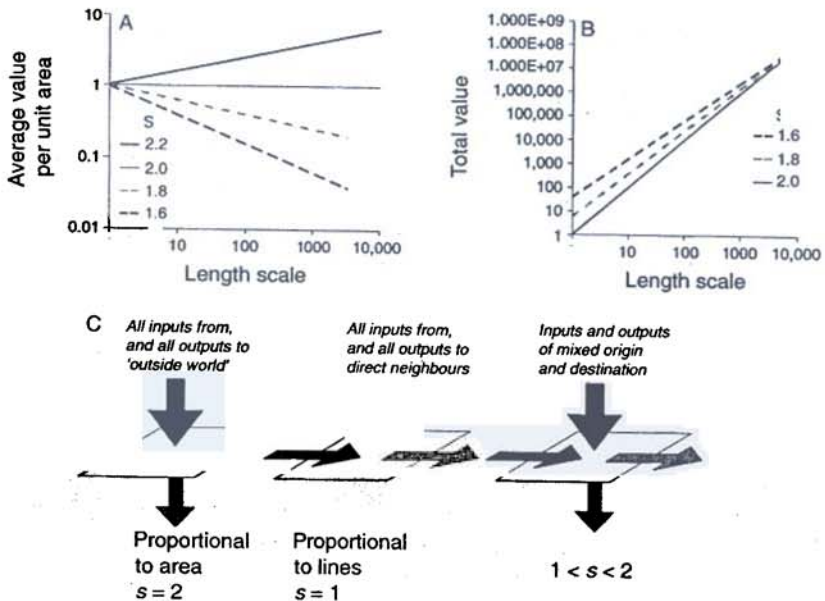 A
Average value
per unit area
10
1
0.1
0.01
S
2.2
2.0
1.8
1.6
10
100
1000
10,000
Length scale
B
Total value
1.000E+09
1.000E+08
1.000E+07
1,000,000
100,000
10,000
1,000
100
10
1
S
1.6
1.8
2.0
10
100
1000
10,000
Length scale
C
All inputs from,
and all outputs to
'outside world'
All inputs from,
and all outputs to
direct neighbours
Inputs and outputs
of mixed origin
and destination
Proportional
to area
s = 2
Proportional
to lines
s = 1
1 < s < 2